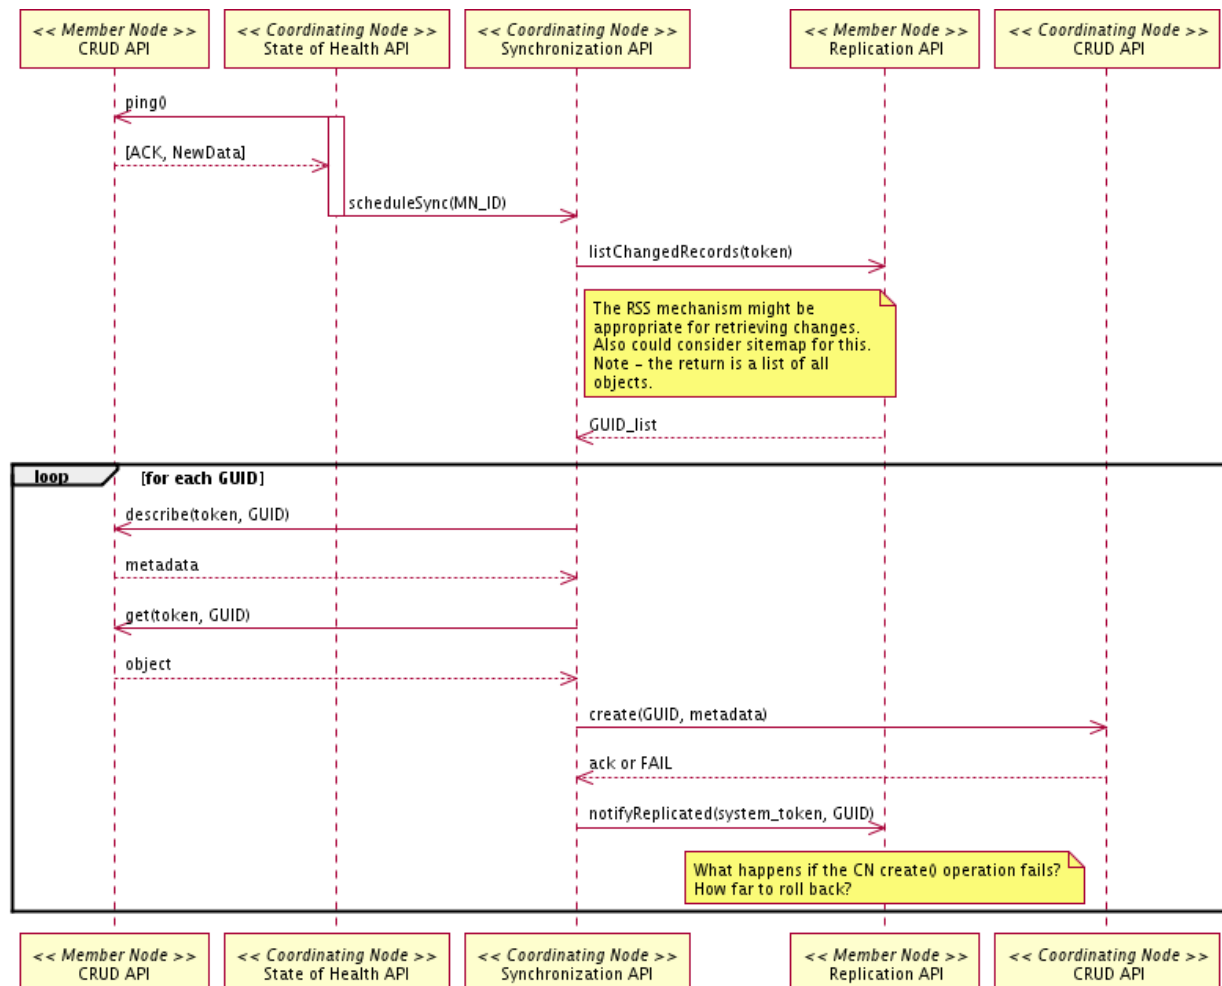 << Member Node >>
CRUD API
<< Coordinating Node >>
State of Health API
<< Coordinating Node >>
Synchronization API
<< Member Node >>
Replication API
<< Coordinating Node >>
CRUD API
ping()
[ACK, NewData]
scheduleSync(MN_ID)
listChangedRecords(token)
The RSS mechanism might be
appropriate for retrieving changes.
Also could consider sitemap for this.
Note – the return is a list of all
objects.
GUID_list
loop
[for each GUID]
describe(token, GUID)
metadata
get(token, GUID)
object
create(GUID, metadata)
ack or FAIL
notifyReplicated(system_token, GUID)
What happens if the CN create() operation fails?
How far to roll back?
<< Member Node >>
CRUD API
<< Coordinating Node >>
State of Health API
<< Coordinating Node >>
Synchronization API
<< Member Node >>
Replication API
<< Coordinating Node >>
CRUD API